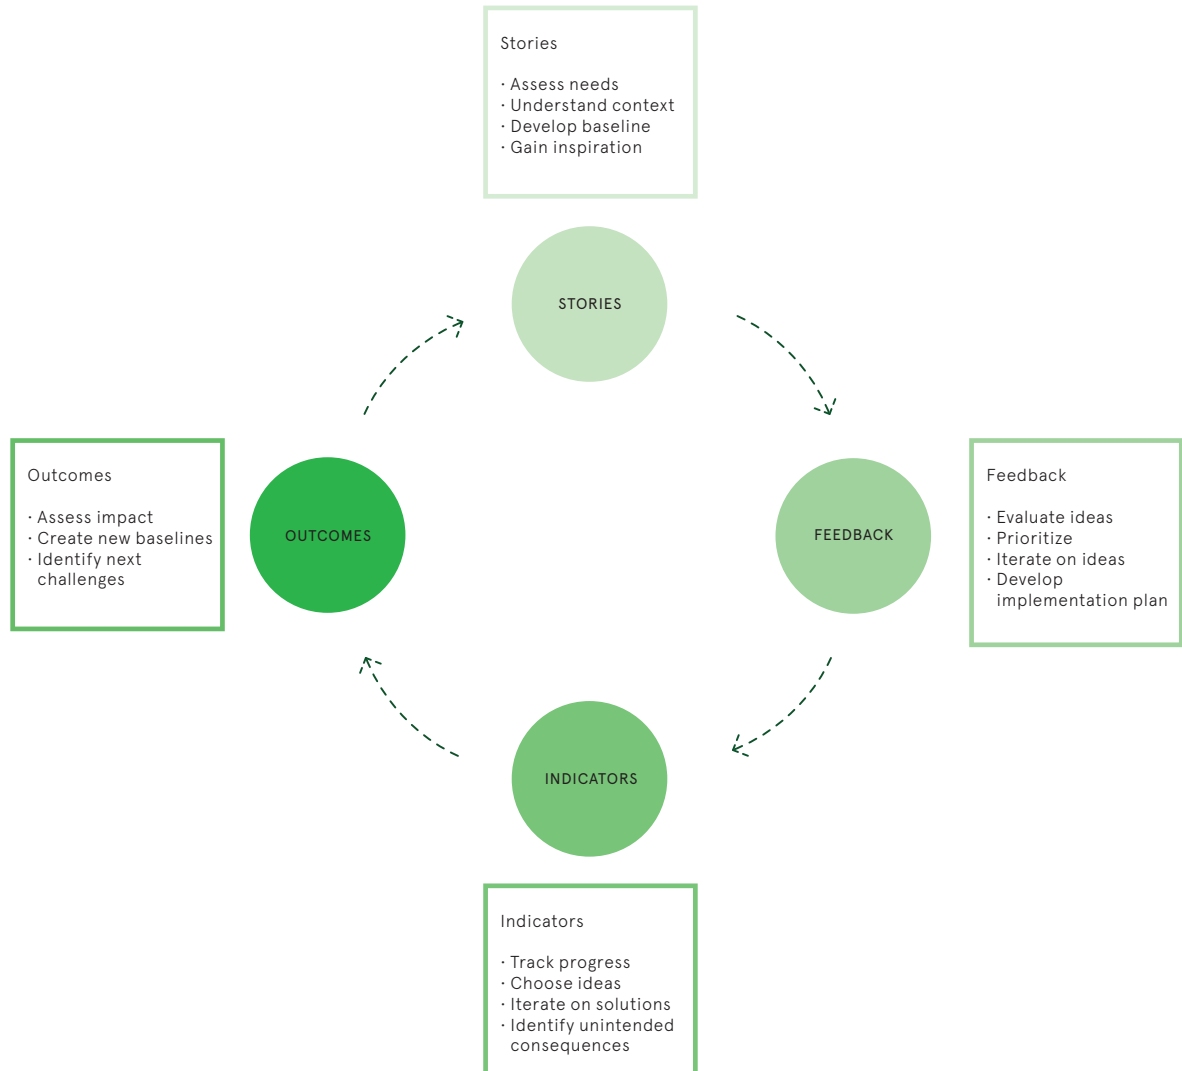 Stories
· Assess needs
· Understand context
· Develop baseline
· Gain inspiration
STORIES
Outcomes
· Assess impact
· Create new baselines
· Identify next
challenges
OUTCOMES
FEEDBACK
Feedback
· Evaluate ideas
· Prioritize
· Iterate on ideas
· Develop
implementation plan
INDICATORS
Indicators
· Track progress
· Choose ideas
· Iterate on solutions
· Identify unintended
consequences